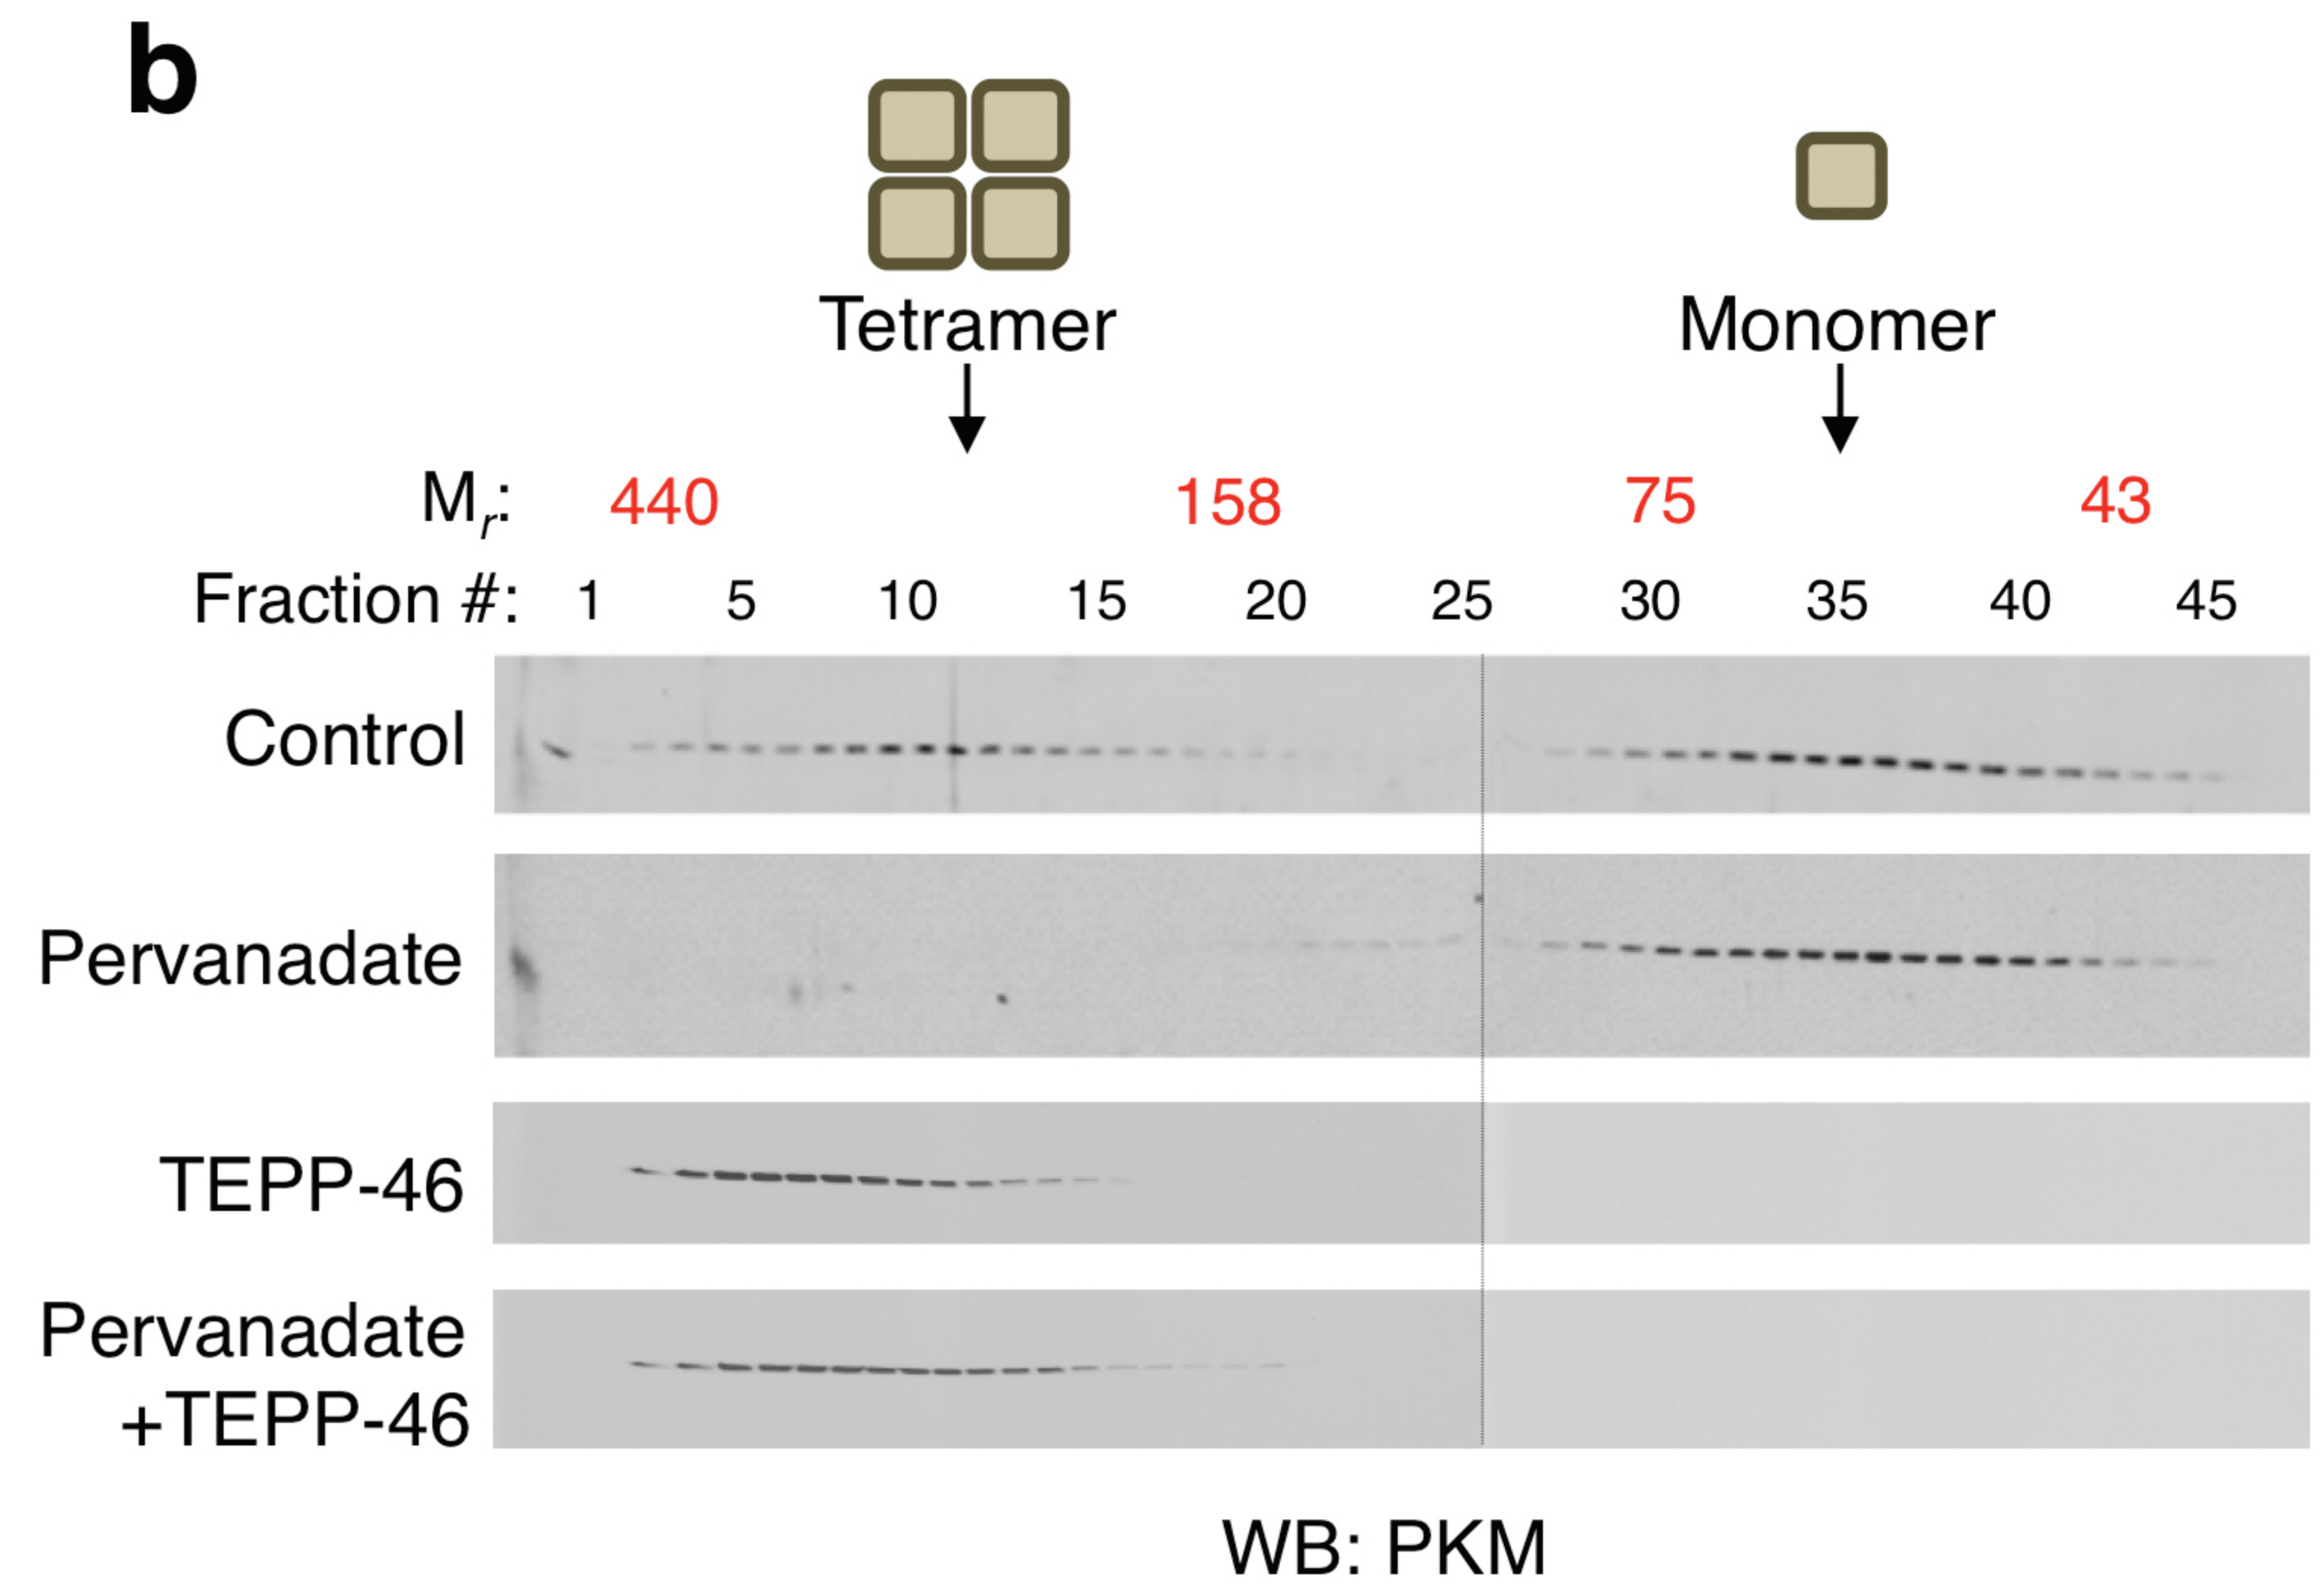 b
Tetramer Monomer
Mr: 440 158 75 43
Fraction #: 1 5 10 15 20 25 30 35 40 45
Control
Pervanadate
TEPP-46
Pervanadate
+TEPP-46
WB: PKM